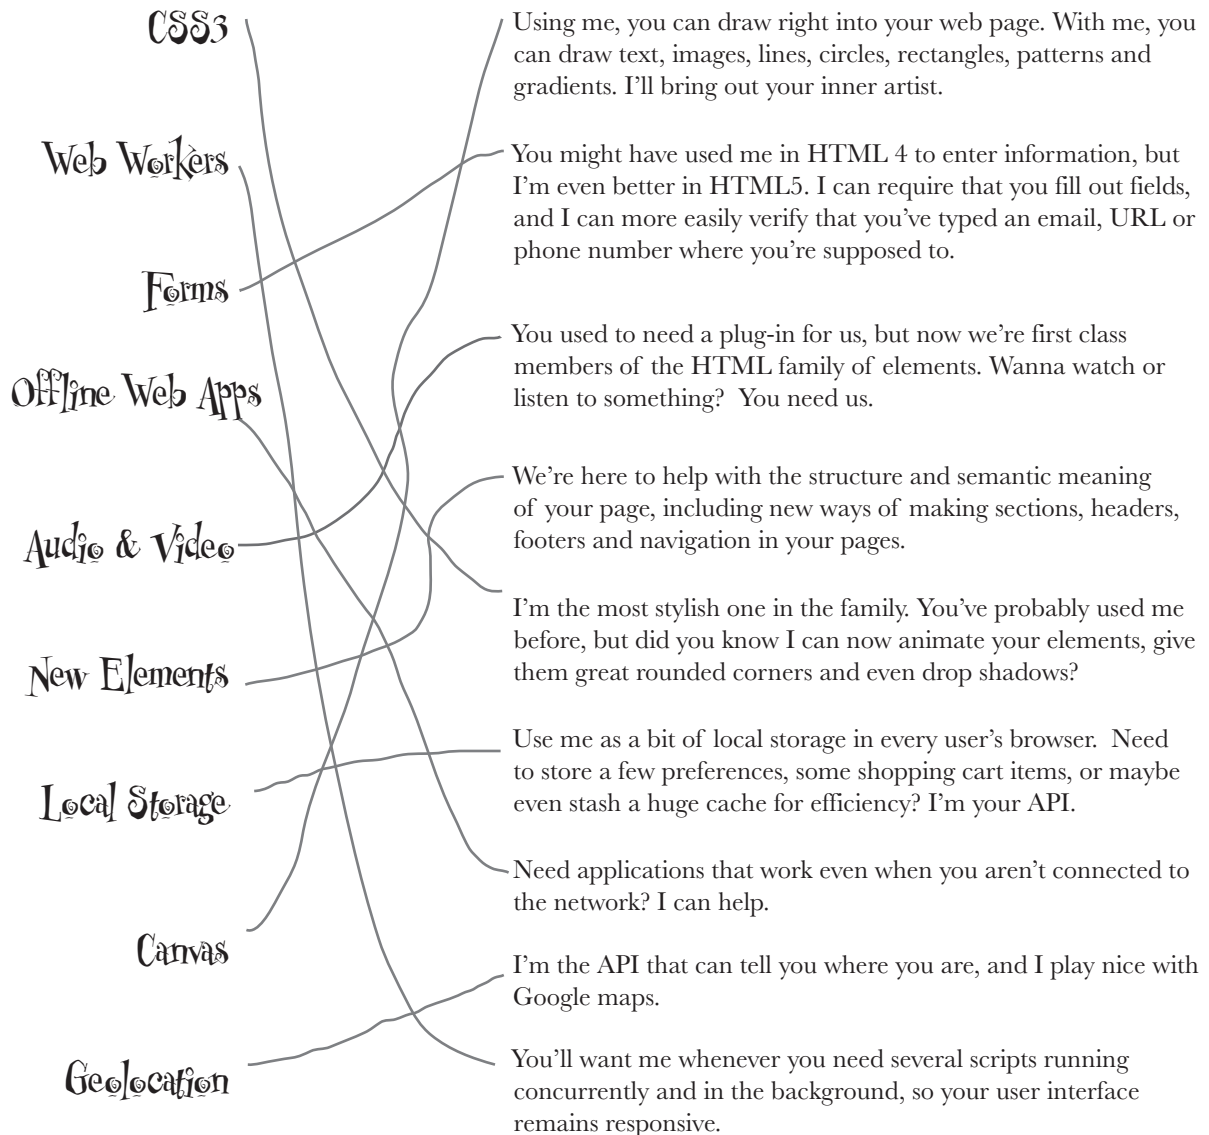 CSS3
Web Workers
Forms
Offline Web Apps
Audio & Video
New Elements
Local Storage
Canvas
Geolocation
Using me, you can draw right into your web page. With me, you
can draw text, images, lines, circles, rectangles, patterns and
gradients. I’ll bring out your inner artist.
You might have used me in HTML 4 to enter information, but
I’m even better in HTML5. I can require that you fill out fields,
and I can more easily verify that you’ve typed an email, URL or
phone number where you’re supposed to.
You used to need a plug-in for us, but now we’re first class
members of the HTML family of elements. Wanna watch or
listen to something? You need us.
We’re here to help with the structure and semantic meaning
of your page, including new ways of making sections, headers,
footers and navigation in your pages.
I’m the most stylish one in the family. You’ve probably used me
before, but did you know I can now animate your elements, give
them great rounded corners and even drop shadows?
Use me as a bit of local storage in every user’s browser. Need
to store a few preferences, some shopping cart items, or maybe
even stash a huge cache for efficiency? I’m your API.
Need applications that work even when you aren’t connected to
the network? I can help.
I’m the API that can tell you where you are, and I play nice with
Google maps.
You’ll want me whenever you need several scripts running
concurrently and in the background, so your user interface
remains responsive.